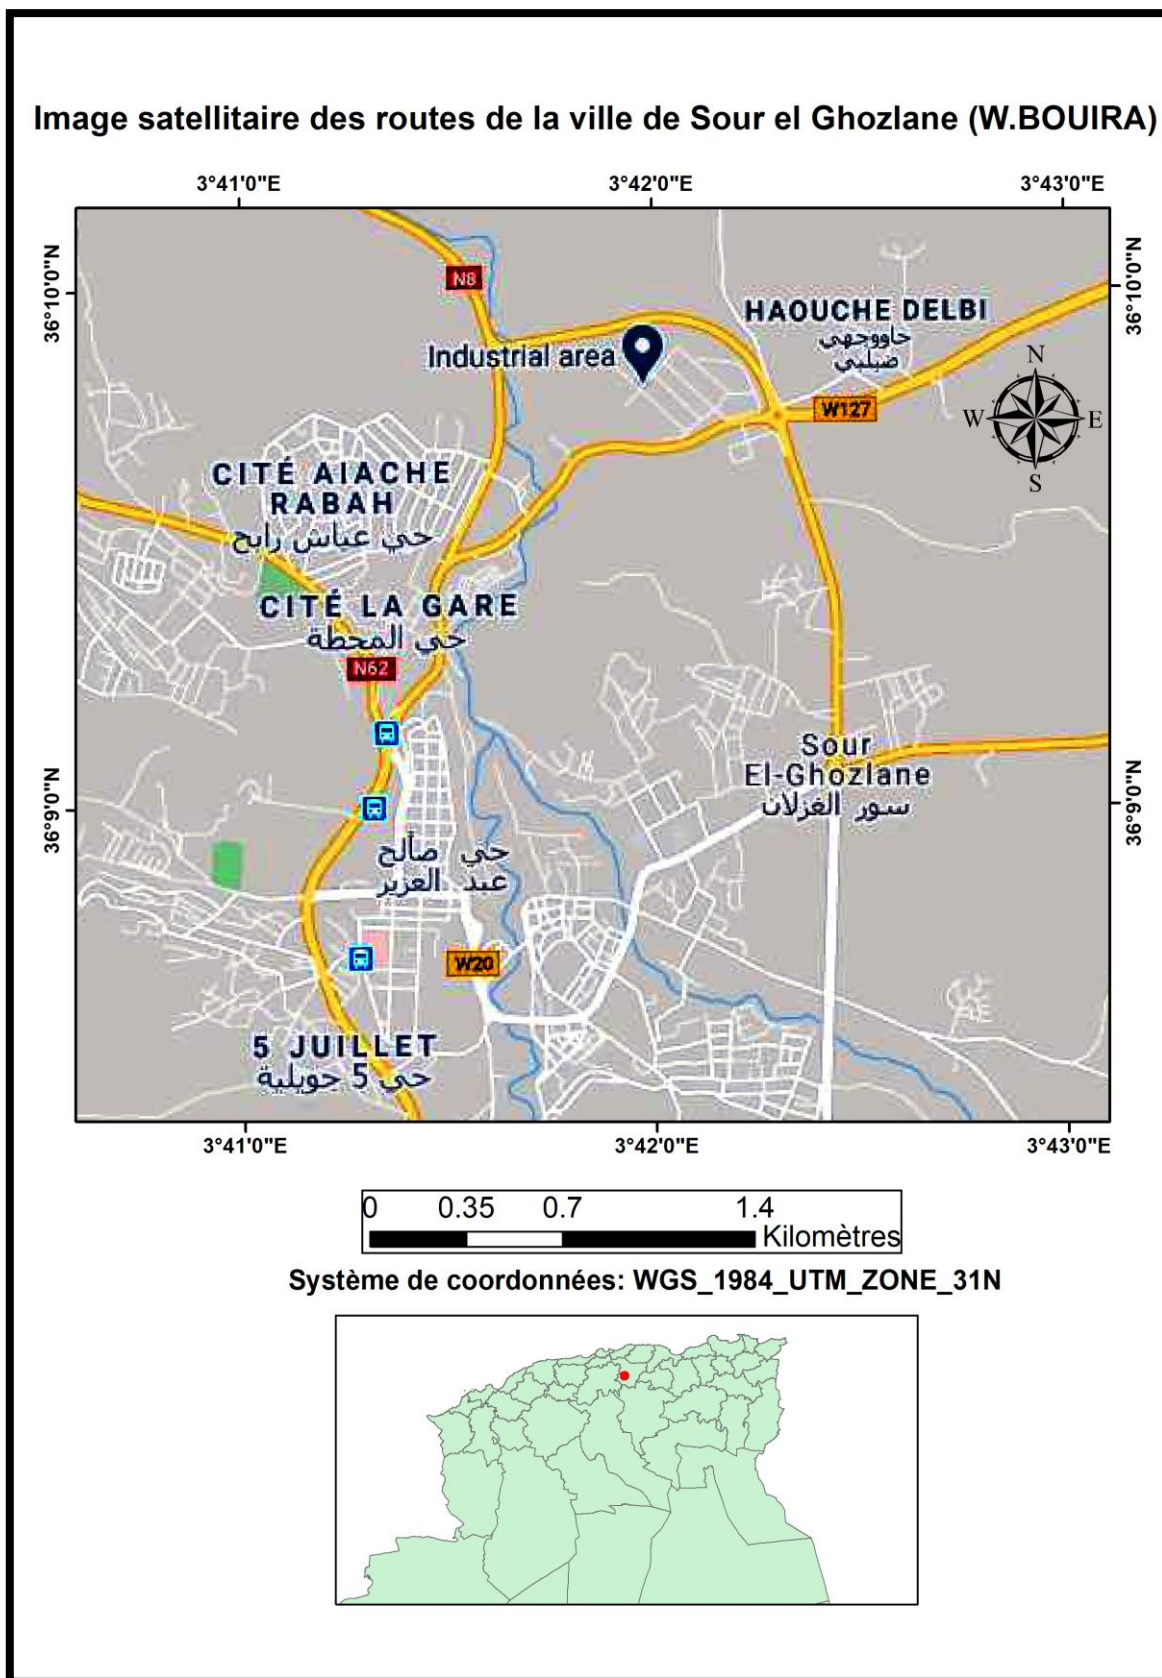 Image satellitaire des routes de la ville de Sour el Ghozlane (W.BOUIRA)
3°41'0"E 3°42'0"E 3°43'0"E
36°10'0"N
36°10'0"N
N8
HAOUCHE DELBI
حاووجهي
ضيلبي
Industrial area
N
W E
S
W127
CITÉ AIACHE
RABAH
حي عياش رابح
CITÉ LA GARE
حي المحطة
N62
Sour
El-Ghozlane
سور الغزلان
36°9'0"N
36°9'0"N
حي صالح
عبد العزيز
W20
5 JUILLET
حي 5 جويلية
3°41'0"E 3°42'0"E 3°43'0"E
0 0.35 0.7 1.4
Kilomètres
Système de coordonnées: WGS_1984_UTM_ZONE_31N